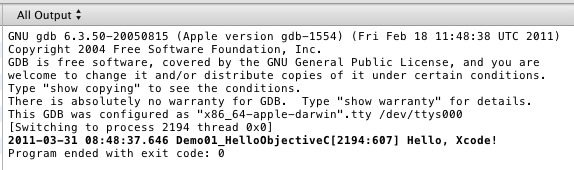 All Output
GNU gdb 6.3.50-20050815 (Apple version gdb-1554) (Fri Feb 18 11:48:38 UTC 2011)
Copyright 2004 Free Software Foundation, Inc.
GDB is free software, covered by the GNU General Public License, and you are
welcome to change it and/or distribute copies of it under certain conditions.
Type "show copying" to see the conditions.
There is absolutely no warranty for GDB.  Type "show warranty" for details.
This GDB was configured as "x86_64-apple-darwin".tty /dev/ttys000
[Switching to process 2194 thread 0x0]
2011-03-31 08:48:37.646 Demo01_HelloObjectiveC[2194:607] Hello, Xcode!
Program ended with exit code: 0